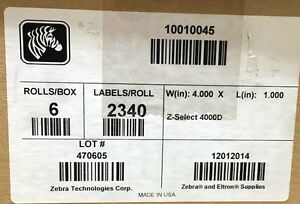 10010045
ROLLS/BOX
6
LABELS/ROLL
2340
W(in): 4.000 X L(in): 1.000
Z-Select 4000D
LOT #
470605
12012014
Zebra Technologies Corp.
Zebra® and Eltron® Supplies
MADE IN USA